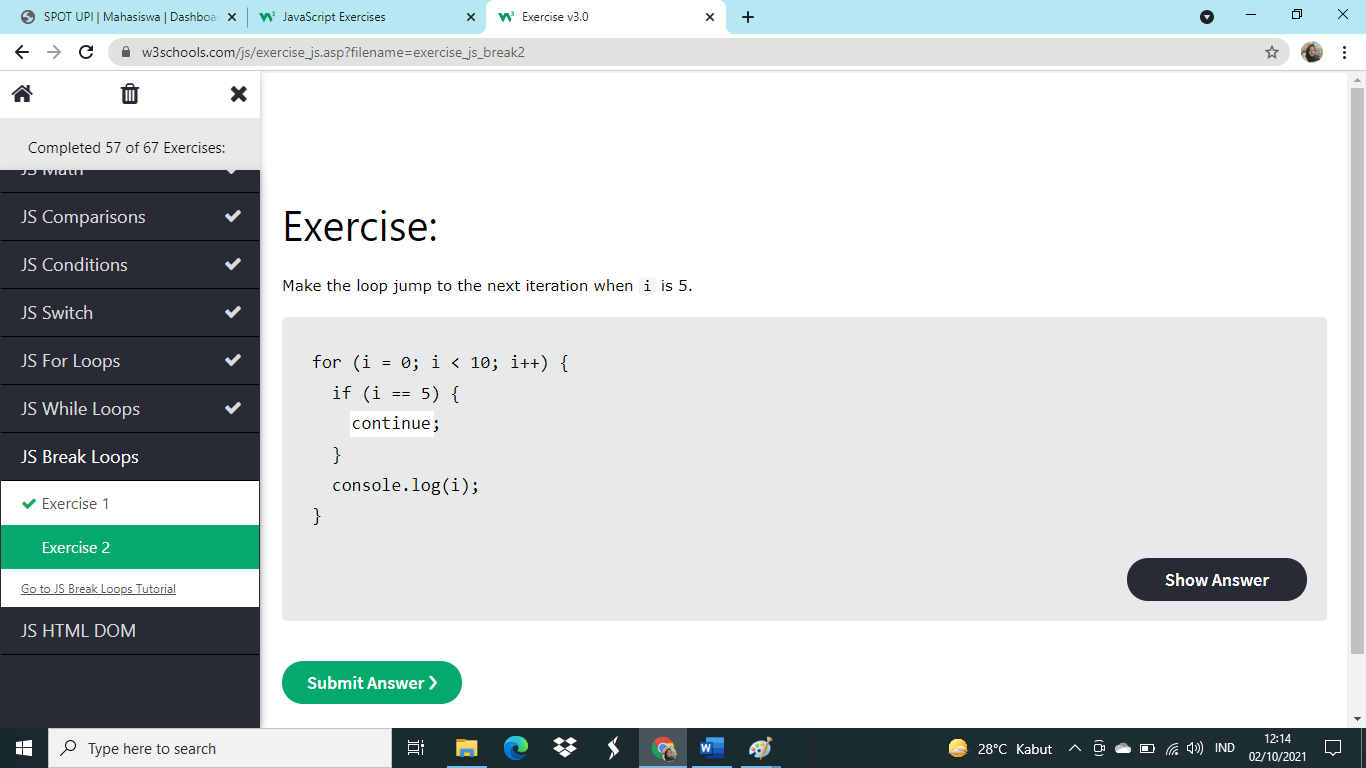 SPOT UPI | Mahasiswa | Dashboa
JavaScript Exercises
Exercise v3.0
w3schools.com/js/exercise_js.asp?filename=exercise_js_break2
Completed 57 of 67 Exercises:
JS Math
JS Comparisons
JS Conditions
JS Switch
JS For Loops
JS While Loops
JS Break Loops
Exercise 1
Exercise 2
Go to JS Break Loops Tutorial
JS HTML DOM
Exercise:
Make the loop jump to the next iteration when i is 5.
for (i = 0; i < 10; i++) {
if (i == 5) {
continue;
}
console.log(i);
}
Show Answer
Submit Answer ❯
Type here to search
28°C Kabut
IND
12:14
02/10/2021